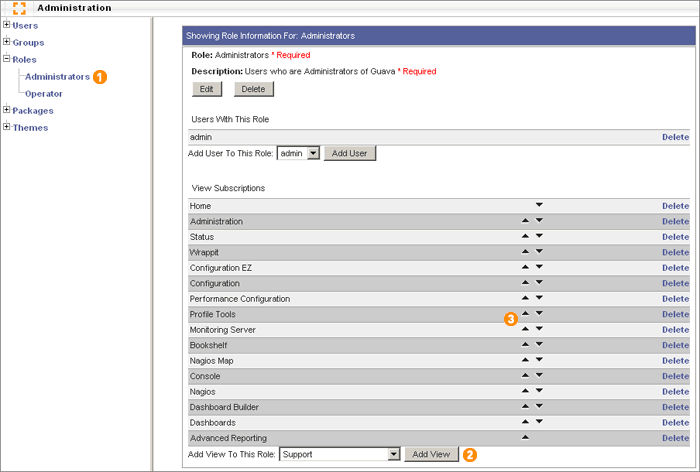 Administration
Users
Groups
Roles
Administrators 1
Operator
Packages
Themes
Showing Role Information For: Administrators
Role: Administrators * Required
Description: Users who are Administrators of Guava * Required
Edit Delete
Users With This Role
admin Delete
Add User To This Role: admin Add User
View Subscriptions
Home Delete
Administration Delete
Status Delete
Wrappit Delete
Configuration EZ Delete
Configuration Delete
Performance Configuration Delete
Profile Tools Delete
3
Monitoring Server Delete
Bookshelf Delete
Nagios Map Delete
Console Delete
Nagios Delete
Dashboard Builder Delete
Dashboards Delete
Advanced Reporting Delete
Add View To This Role: Support Add View 2